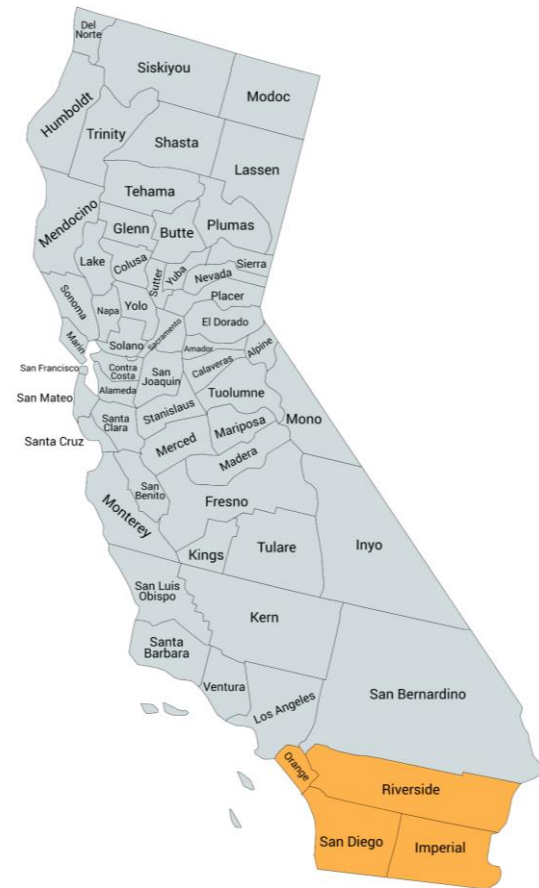 Del
Norte
Siskiyou
Modoc
Humboldt
Trinity
Shasta
Lassen
Tehama
Mendocino
Glenn
Butte
Plumas
Lake
Colusa
Sutter
Yuba
Nevada
Sierra
Sonoma
Napa
Yolo
Placer
El Dorado
Sacramento
Marin
Solano
Amador
Alpine
San Francisco
Contra
Costa
San
Joaquin
Calaveras
Alameda
Tuolumne
San Mateo
Santa
Clara
Stanislaus
Mono
Santa Cruz
Merced
Mariposa
Madera
San
Benito
Monterey
Fresno
Kings
Tulare
Inyo
San Luis
Obispo
Kern
Santa
Barbara
Ventura
Los Angeles
San Bernardino
Orange
Riverside
San Diego
Imperial